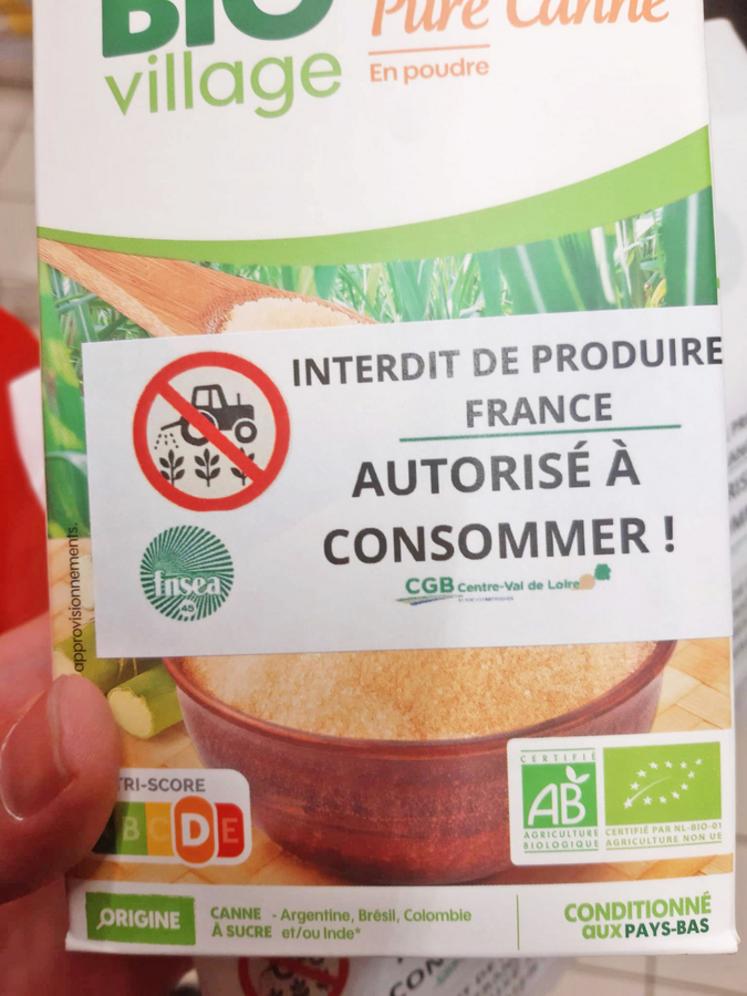 BIO
village
Pure Canne
En poudre
INTERDIT DE PRODUIRE
FRANCE
AUTORISÉ À
CONSOMMER !
fnsea
45
CGB Centre-Val de Loire
approvisionnements.
TRI-SCORE
B C D E
CERTIFIÉ
AB
AGRICULTURE
BIOLOGIQUE
CERTIFIÉ PAR NL-BIO-01
AGRICULTURE NON UE
ORIGINE
CANNE - Argentine, Brésil, Colombie
À SUCRE et/ou Inde*
CONDITIONNÉ
aux PAYS-BAS